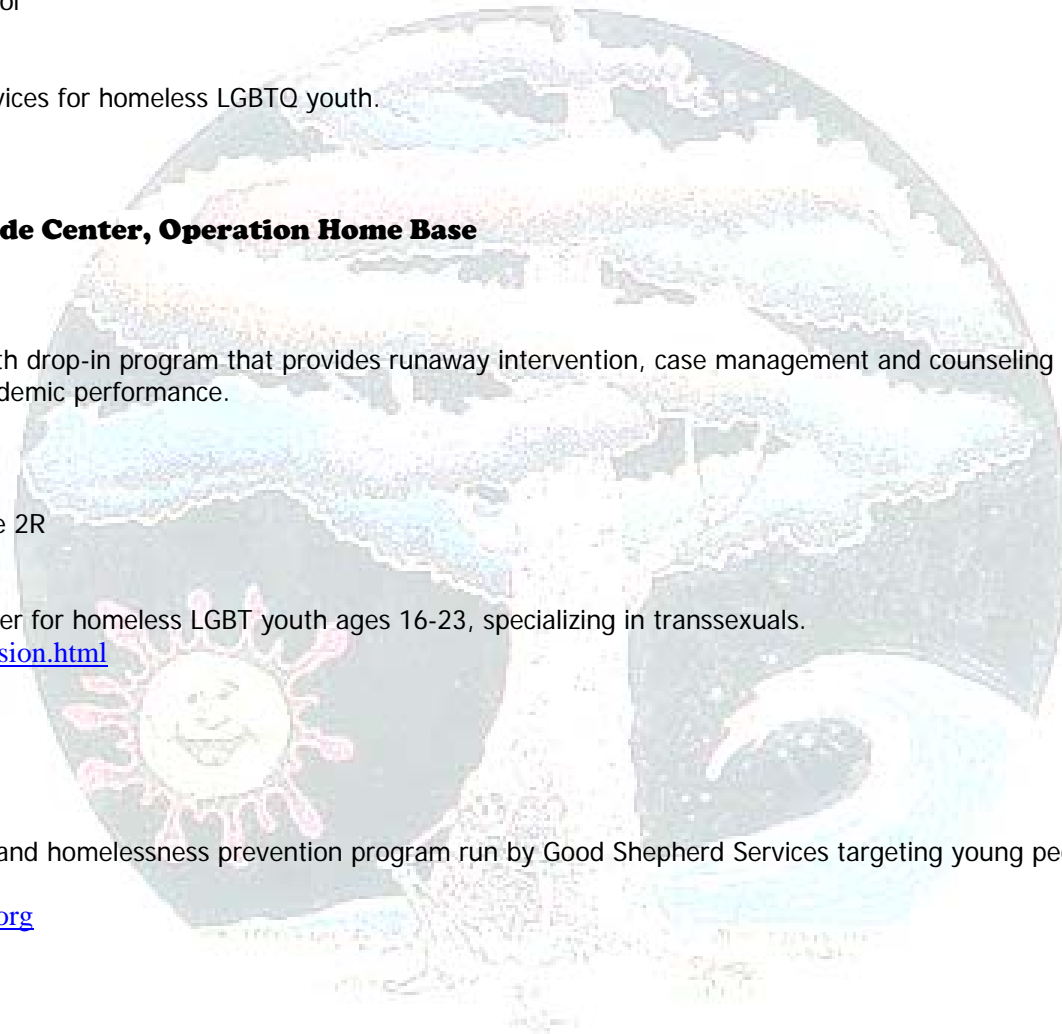 vices for homeless LGBTQ youth.
de Center, Operation Home Base
th drop-in program that provides runaway intervention, case management and counseling
demic performance.
e 2R
er for homeless LGBT youth ages 16-23, specializing in transsexuals.
sion.html
and homelessness prevention program run by Good Shepherd Services targeting young pe
org